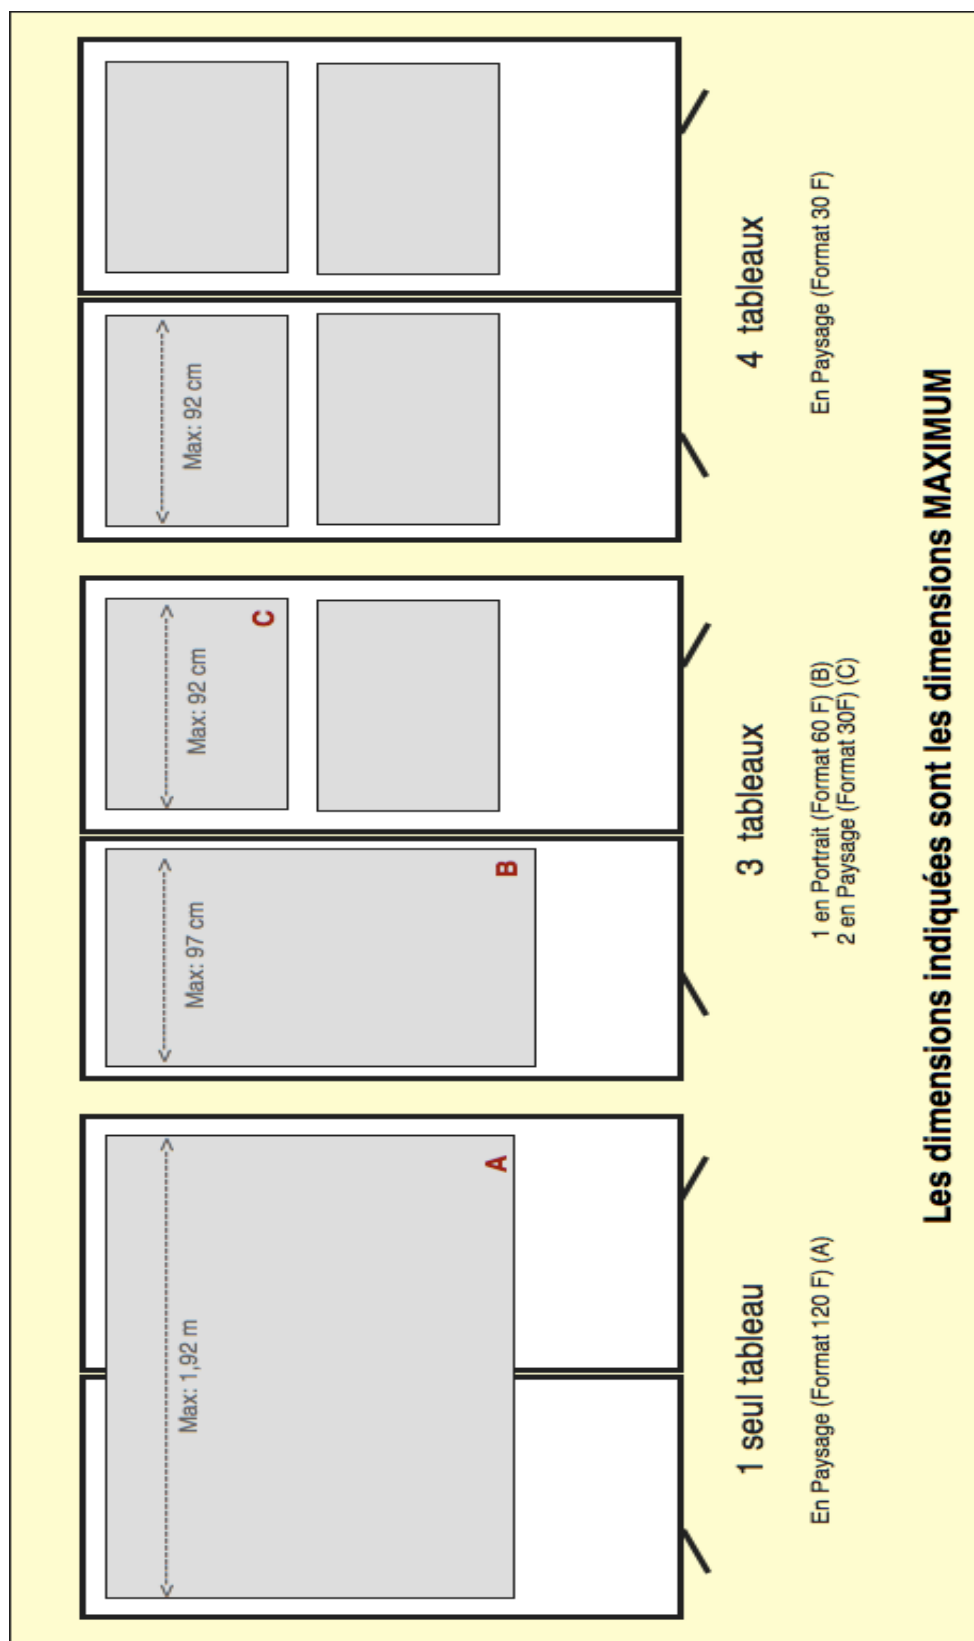 Max: 1,92 m
A
1 seul tableau
En Paysage (Format 120 F) (A)
Max: 97 cm
B
Max: 92 cm
C
3 tableaux
1 en Portrait (Format 60 F) (B)
2 en Paysage (Format 30F) (C)
Max: 92 cm
4 tableaux
En Paysage (Format 30 F)
Les dimensions indiquées sont les dimensions MAXIMUM